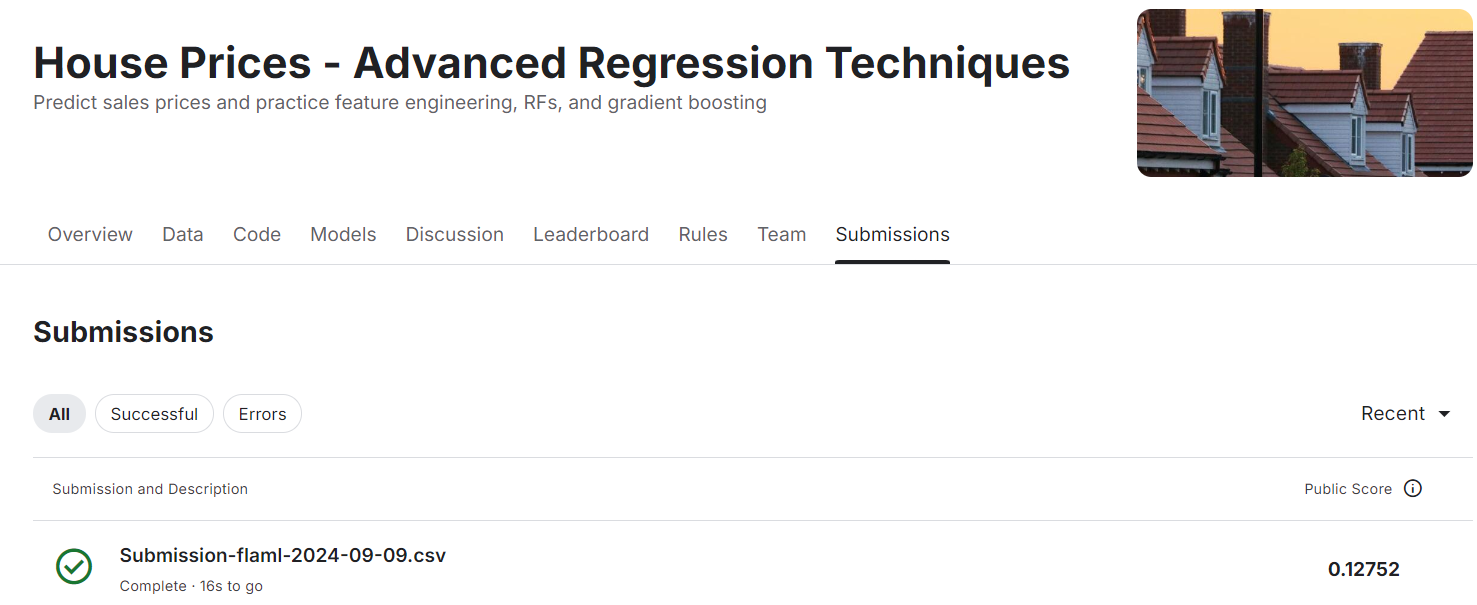 House Prices - Advanced Regression Techniques
Predict sales prices and practice feature engineering, RFs, and gradient boosting
Overview Data Code Models Discussion Leaderboard Rules Team Submissions
Submissions
All Successful Errors Recent
Submission and Description Public Score
Submission-flaml-2024-09-09.csv
0.12752
Complete · 16s to go